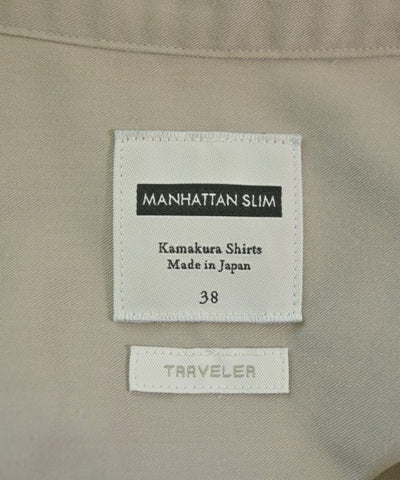 MANHATTAN SLIM
Kamakura Shirts
Made in Japan
38
TRAVELER